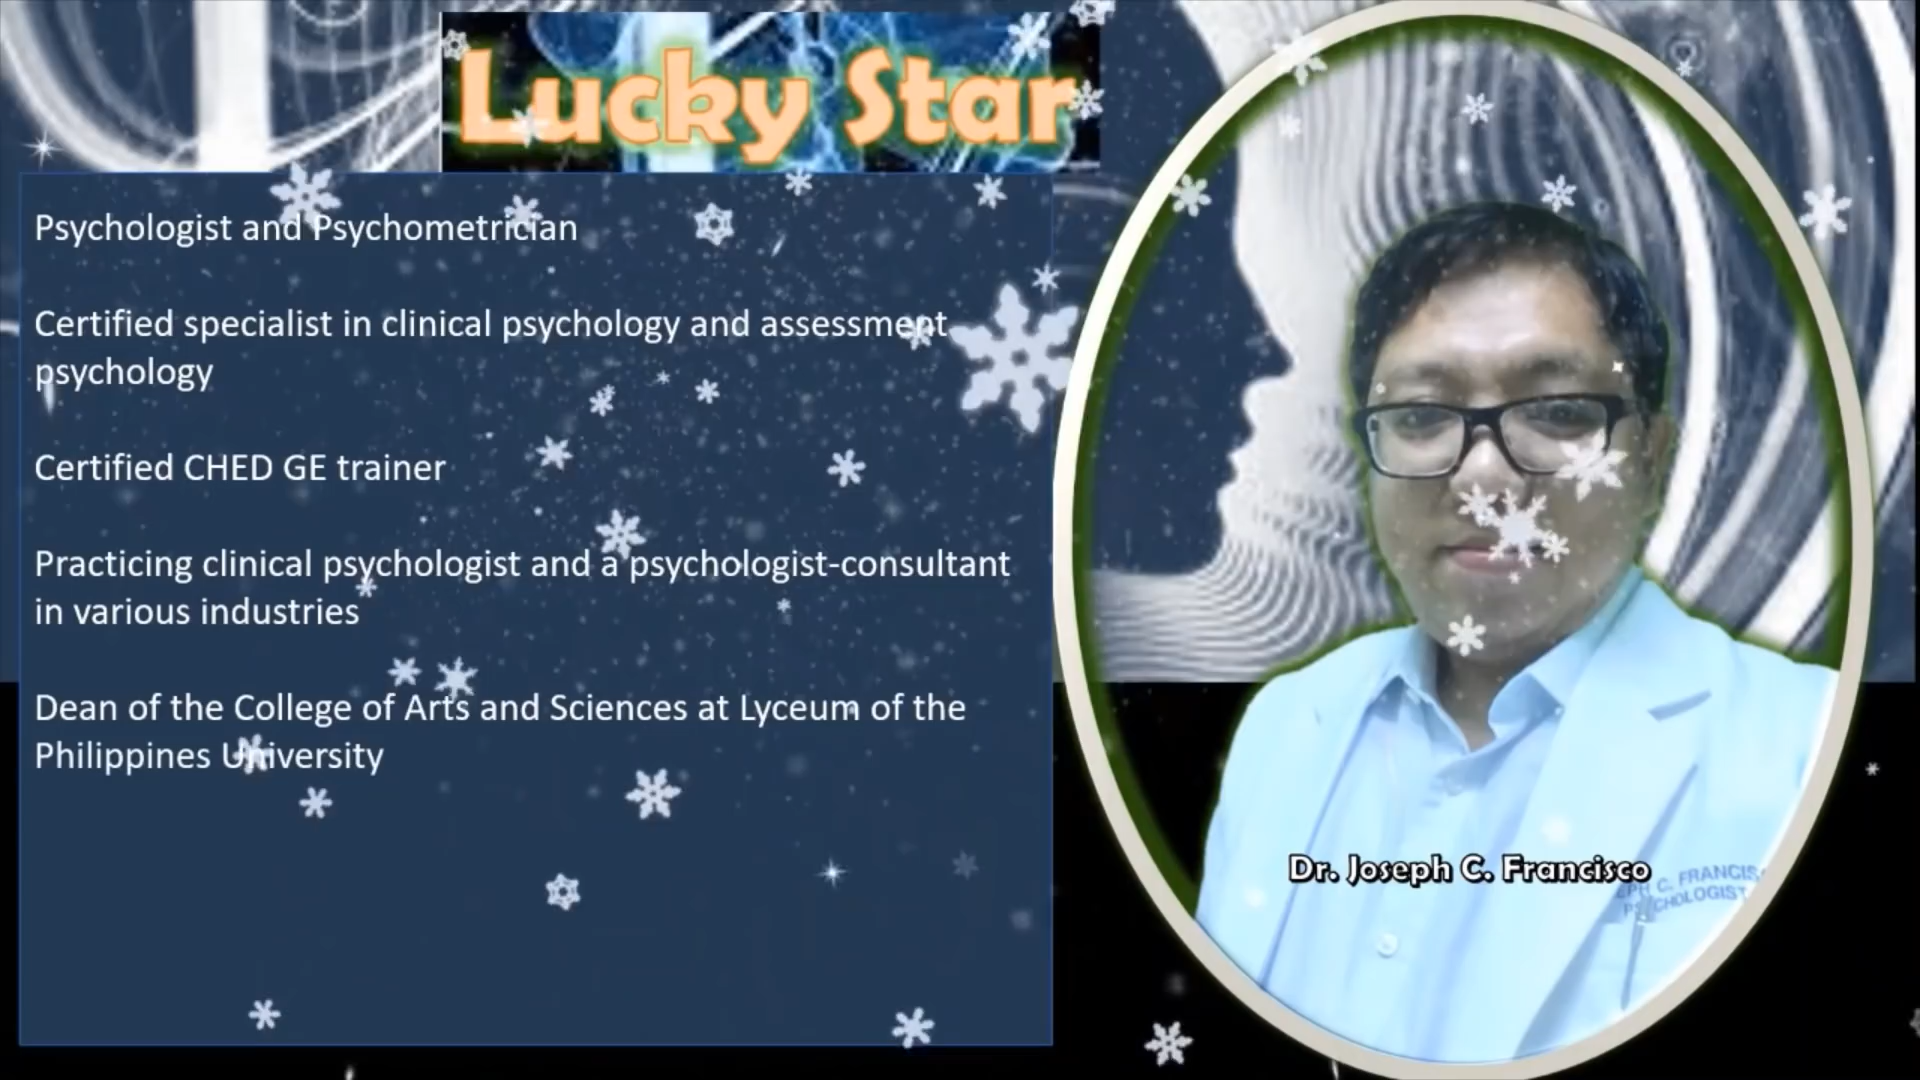 Lucky Star
Psychologist and Psychometrician
Certified specialist in clinical psychology and assessment
psychology
Certified CHED GE trainer
Practicing clinical psychologist and a psychologist-consultant
in various industries
Dean of the College of Arts and Sciences at Lyceum of the
Philippines University
Dr. Joseph C. Francisco
C. FRANCIS
PSYCHOLOGIST